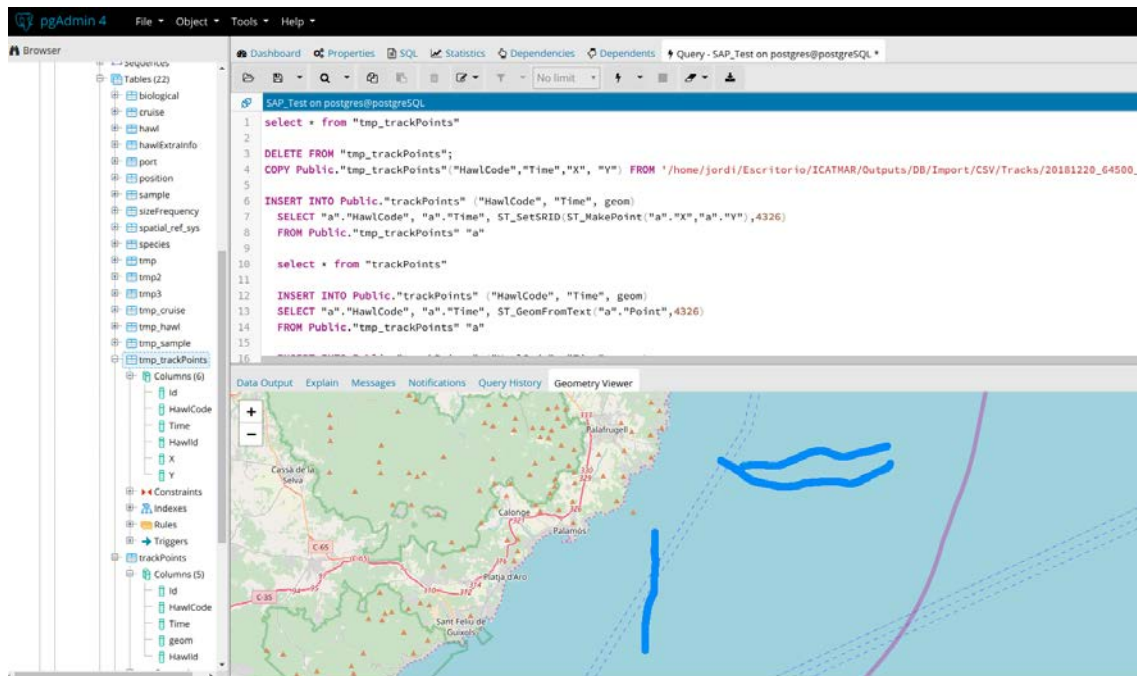 pgAdmin 4 File Object Tools Help
Browser
Dashboard Properties SQL Statistics Dependencies Dependents Query - SAP_Test on postgres@postgreSQL *
No limit
SAP_Test on postgres@postgreSQL
Sequences
Tables (22)
biological
cruise
hawl
hawlExtraInfo
port
position
sample
sizeFrequency
spatial_ref_sys
species
tmp
tmp2
tmp3
tmp_cruise
tmp_hawl
tmp_sample
tmp_trackPoints
Columns (6)
Id
HawlCode
Time
HawlId
X
Y
Constraints
Indexes
Rules
Triggers
trackPoints
Columns (5)
Id
HawlCode
Time
geom
HawlId
1 select * from "tmp_trackPoints"
2
3 DELETE FROM "tmp_trackPoints";
4 COPY Public."tmp_trackPoints"("HawlCode","Time","X", "Y") FROM '/home/jordi/Escritorio/ICATMAR/Outputs/DB/Import/CSV/Tracks/20181220_64500_
5
6 INSERT INTO Public."trackPoints" ("HawlCode", "Time", geom)
7 SELECT "a"."HawlCode", "a"."Time", ST_SetSRID(ST_MakePoint("a"."X","a"."Y"),4326)
8 FROM Public."tmp_trackPoints" "a"
9
10 select * from "trackPoints"
11
12 INSERT INTO Public."trackPoints" ("HawlCode", "Time", geom)
13 SELECT "a"."HawlCode", "a"."Time", ST_GeomFromText("a"."Point",4326)
14 FROM Public."tmp_trackPoints" "a"
15
16
Data Output Explain Messages Notifications Query History Geometry Viewer
+
−
Palafrugell
Cassà de la
Selva
330
329
Calonge
326
321
Palamós
C-65
Platja d'Aro
314
310-312
C-35
Sant Feliu de
Guíxols